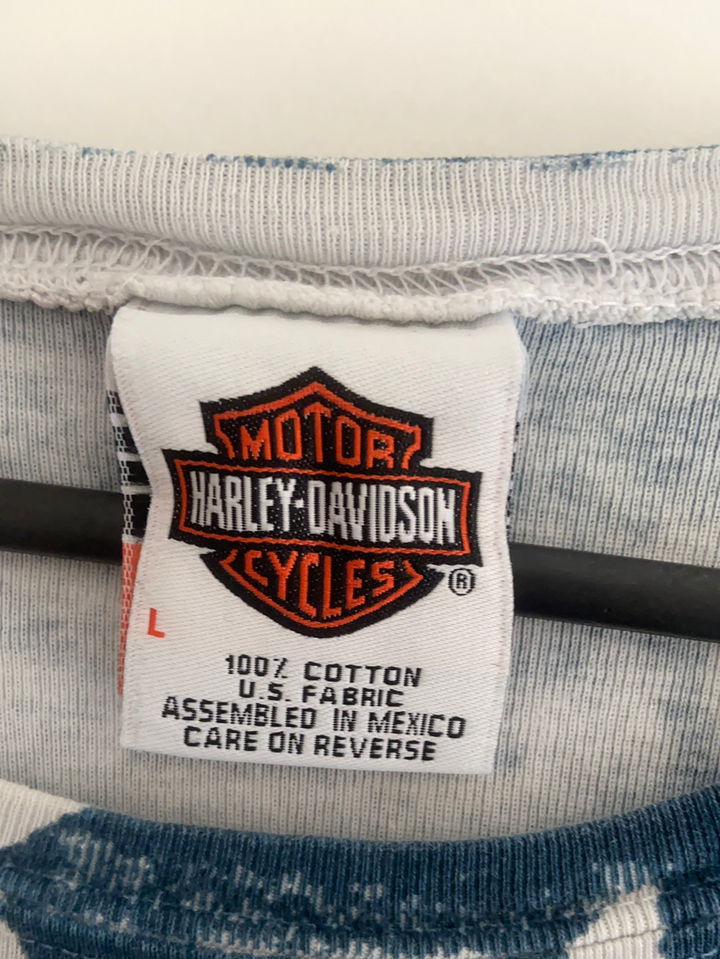 MOTOR
HARLEY-DAVIDSON
CYCLES
®
L
100% COTTON
U.S. FABRIC
ASSEMBLED IN MEXICO
CARE ON REVERSE